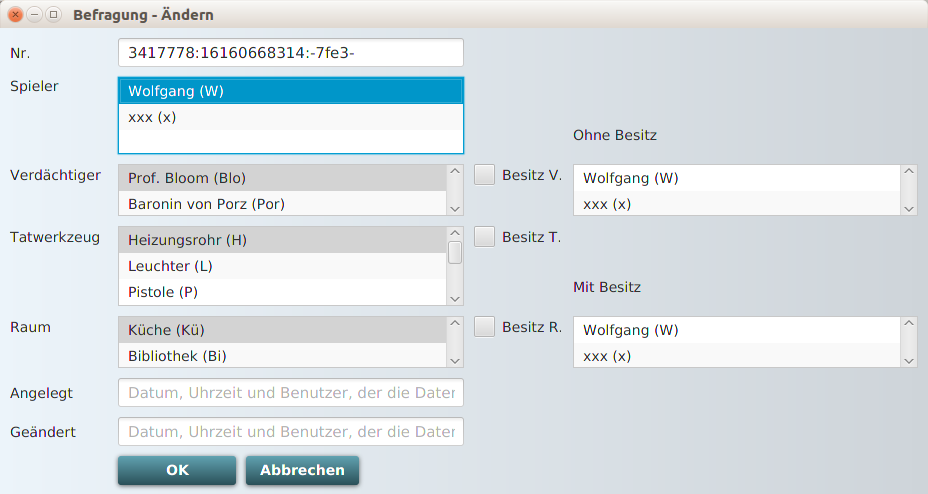 Befragung - Ändern
Nr.
3417778:16160668314:-7fe3-
Spieler
Wolfgang (W)
xxx (x)
Ohne Besitz
Verdächtiger
Prof. Bloom (Blo)
Baronin von Porz (Por)
Besitz V.
Wolfgang (W)
xxx (x)
Tatwerkzeug
Heizungsrohr (H)
Leuchter (L)
Pistole (P)
Besitz T.
Mit Besitz
Raum
Küche (Kü)
Bibliothek (Bi)
Besitz R.
Wolfgang (W)
xxx (x)
Angelegt
Datum, Uhrzeit und Benutzer, der die Daten
Geändert
Datum, Uhrzeit und Benutzer, der die Daten
OK
Abbrechen